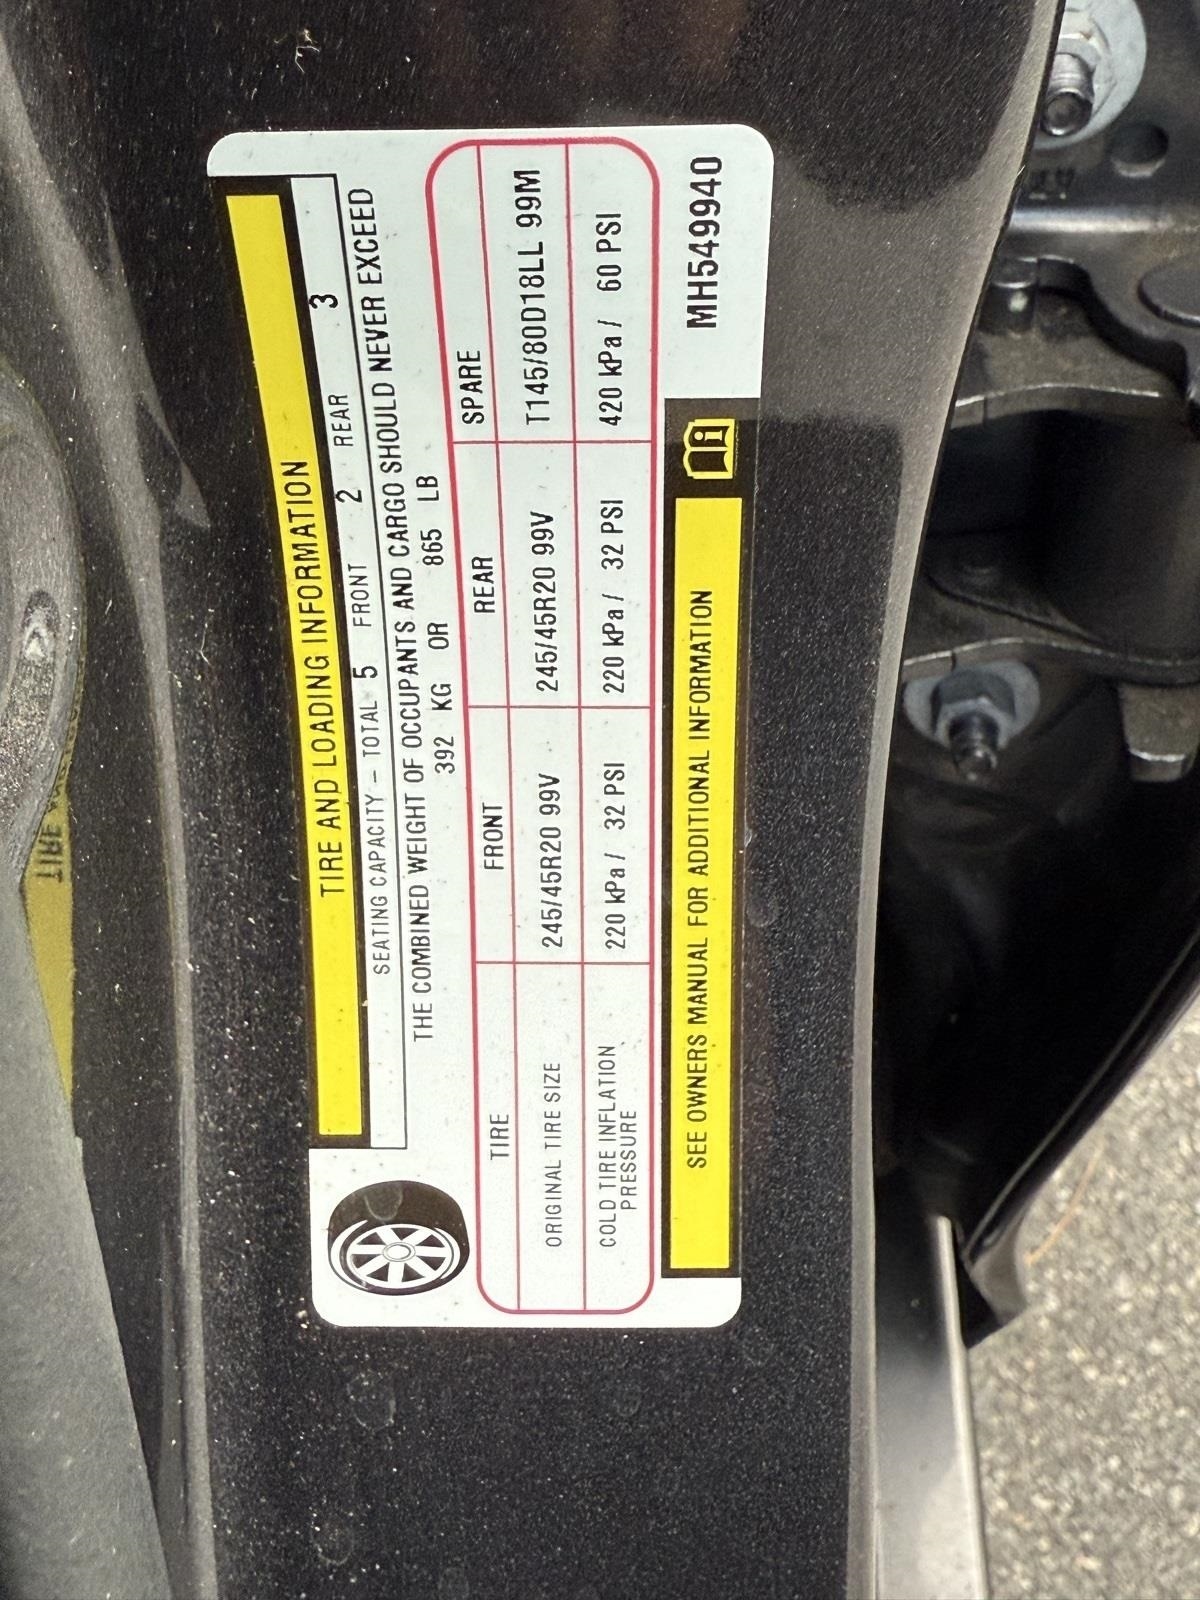 TIRE AND LOADING INFORMATION
SEATING CAPACITY – TOTAL 5 FRONT 2 REAR 3
THE COMBINED WEIGHT OF OCCUPANTS AND CARGO SHOULD NEVER EXCEED
392 KG OR 865 LB
TIRE FRONT REAR SPARE
ORIGINAL TIRE SIZE 245/45R20 99V 245/45R20 99V T145/80D18LL 99M
COLD TIRE INFLATION
PRESSURE 220 kPa / 32 PSI 220 kPa / 32 PSI 420 kPa / 60 PSI
SEE OWNERS MANUAL FOR ADDITIONAL INFORMATION
MH549940
TIRE